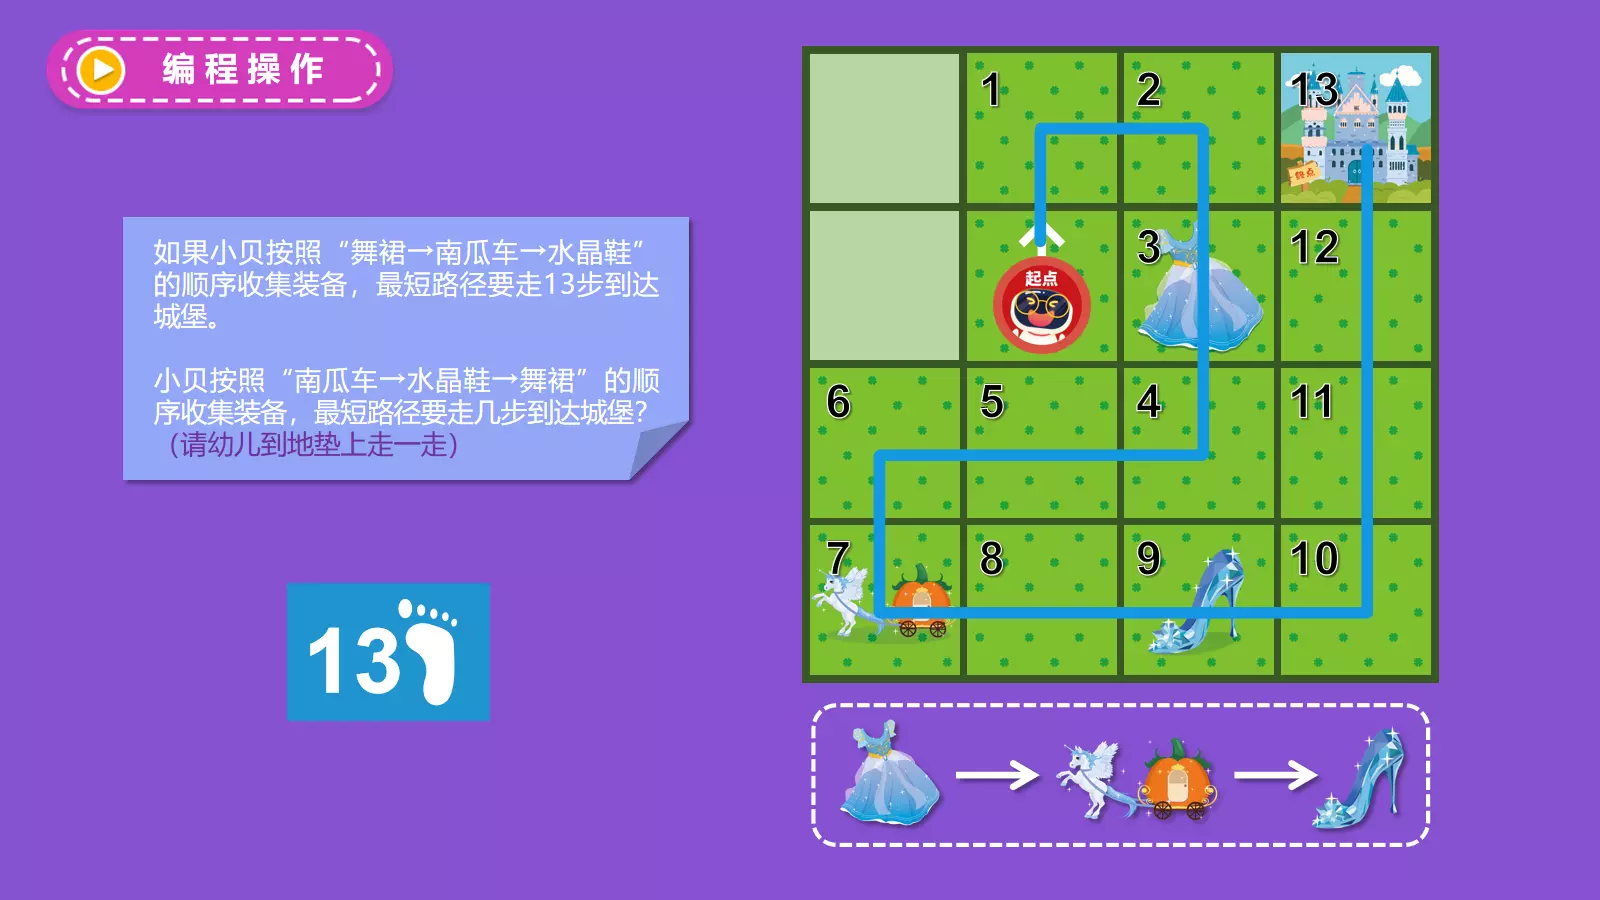 编程操作
如果小贝按照“舞裙→南瓜车→水晶鞋”
的顺序收集装备，最短路径要走13步到达
城堡。
小贝按照“南瓜车→水晶鞋→舞裙”的顺
序收集装备，最短路径要走几步到达城堡？
（请幼儿到地垫上走一走）
13
1
2
13
终点
3
12
起点
6
5
4
11
7
8
9
10